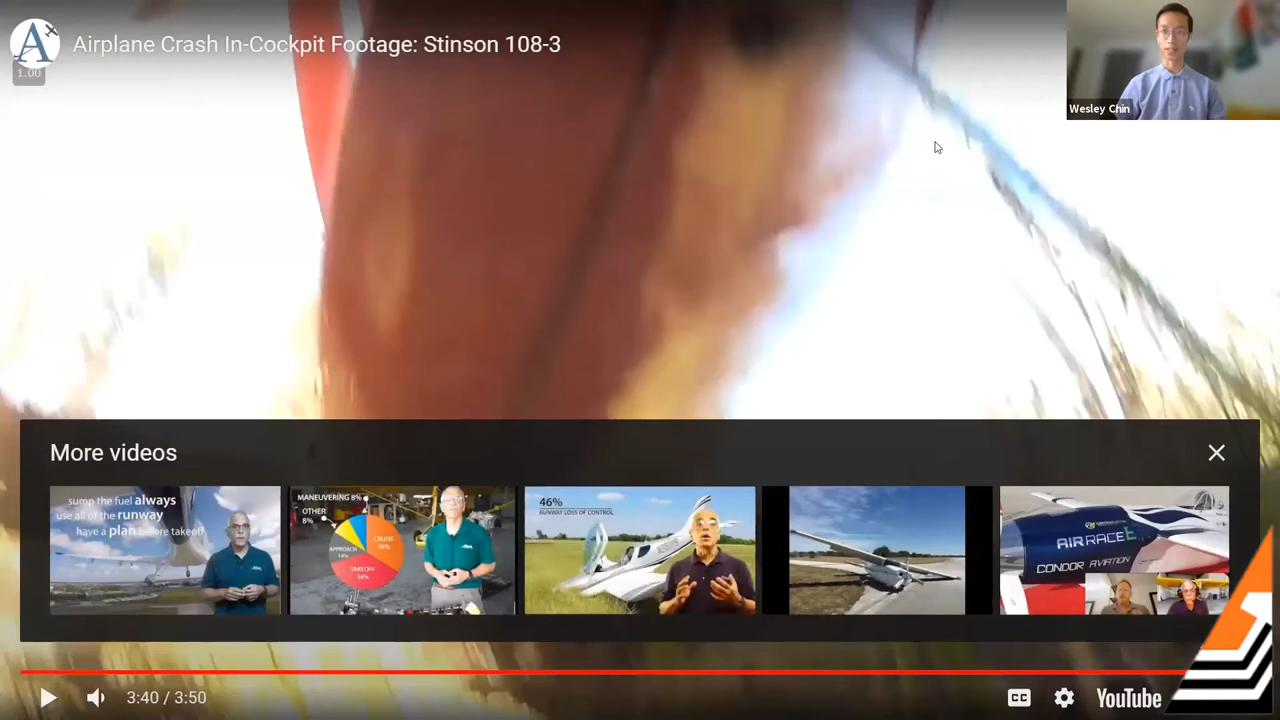 A
Airplane Crash In-Cockpit Footage: Stinson 108-3
1.00
Wesley Chin
More videos
sump the fuel always
use all of the runway
have a plan before takeoff
MANEUVERING 8%
OTHER
8%
APPROACH
14%
CRUISE
TAKEOFF
46%
RUNWAY LOSS OF CONTROL
AIR RACE E
CONDOR AVIATION
3:40 / 3:50
CC
YouTube